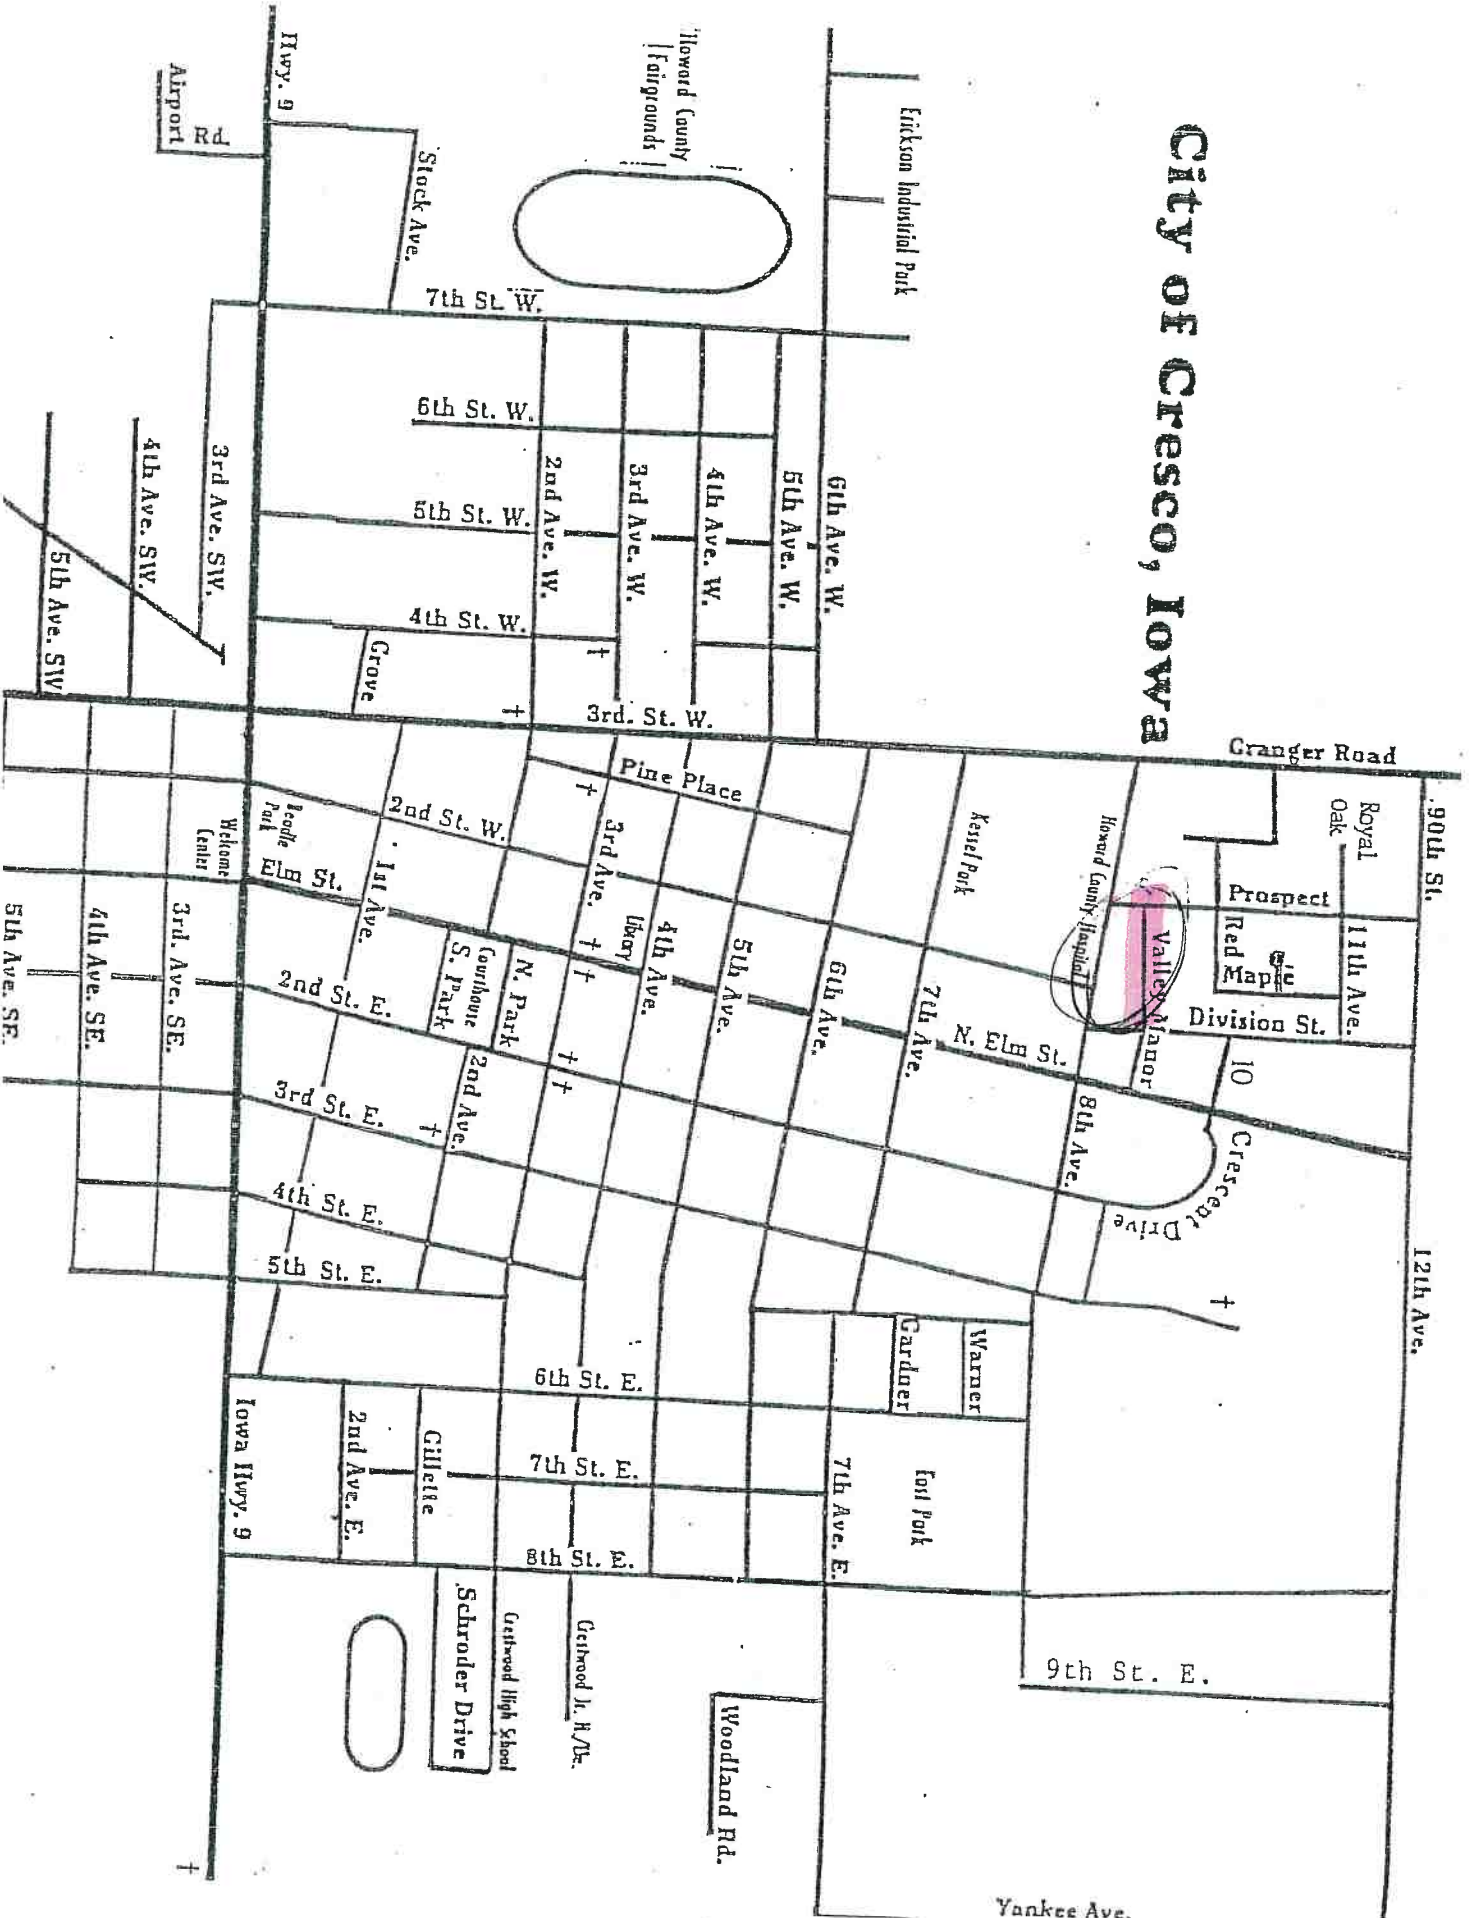 City of Cresco, Iowa
Hwy. 9
Airport Rd.
Stock Ave.
Howard County
Fairgrounds
Erickson Industrial Park
7th St. W.
6th St. W.
5th St. W.
4th St. W.
2nd Ave. W.
3rd Ave. W.
4th Ave. W.
5th Ave. W.
6th Ave. W.
3rd Ave. SW.
4th Ave. SW.
5th Ave. SW
Grove
3rd. St. W.
Granger Road
90th St.
Royal
Oak
Prospect
Red
Maple
11th Ave.
Division St.
Valley Manor
Howard County Hospital
Kessel Park
Pine Place
2nd St. W.
Beadle
Park
Welcome
Center
Elm St.
1st Ave.
3rd Ave.
Library
4th Ave.
5th Ave.
6th Ave.
7th Ave.
N. Elm St.
8th Ave.
10
Crescent Drive
12th Ave.
N. Park
Courthouse
S. Park
2nd Ave.
2nd St. E.
3rd St. E.
4th St. E.
5th St. E.
3rd. Ave. SE.
4th Ave. SE.
5th Ave. SE.
6th St. E.
7th St. E.
8th St. E.
Gardner
Warner
Iowa Hwy. 9
2nd Ave. E.
Gillette
7th Ave. E.
East Park
Schroder Drive
Crestwood High School
Crestwood Jr. H./Dr.
Woodland Rd.
9th St. E.
Yankee Ave.